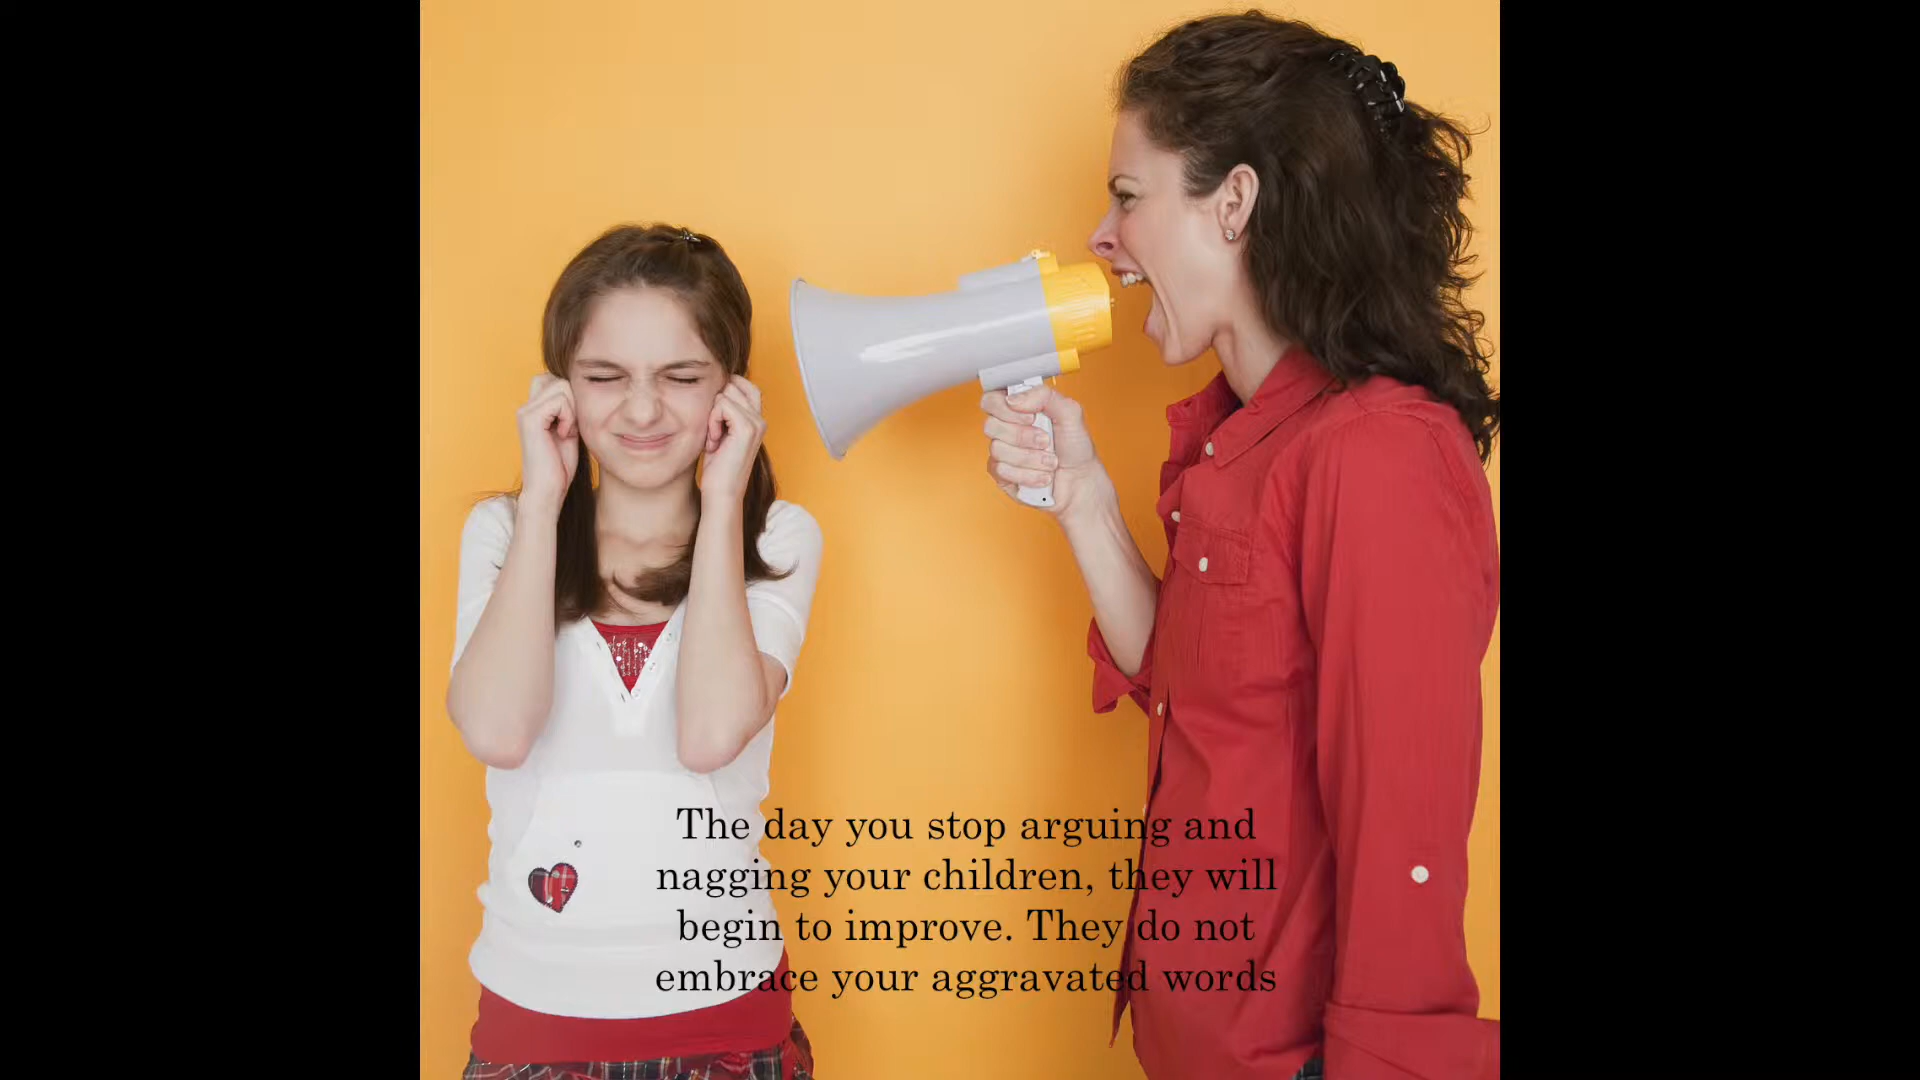 The day you stop arguing and
nagging your children, they will
begin to improve. They do not
embrace your aggravated words